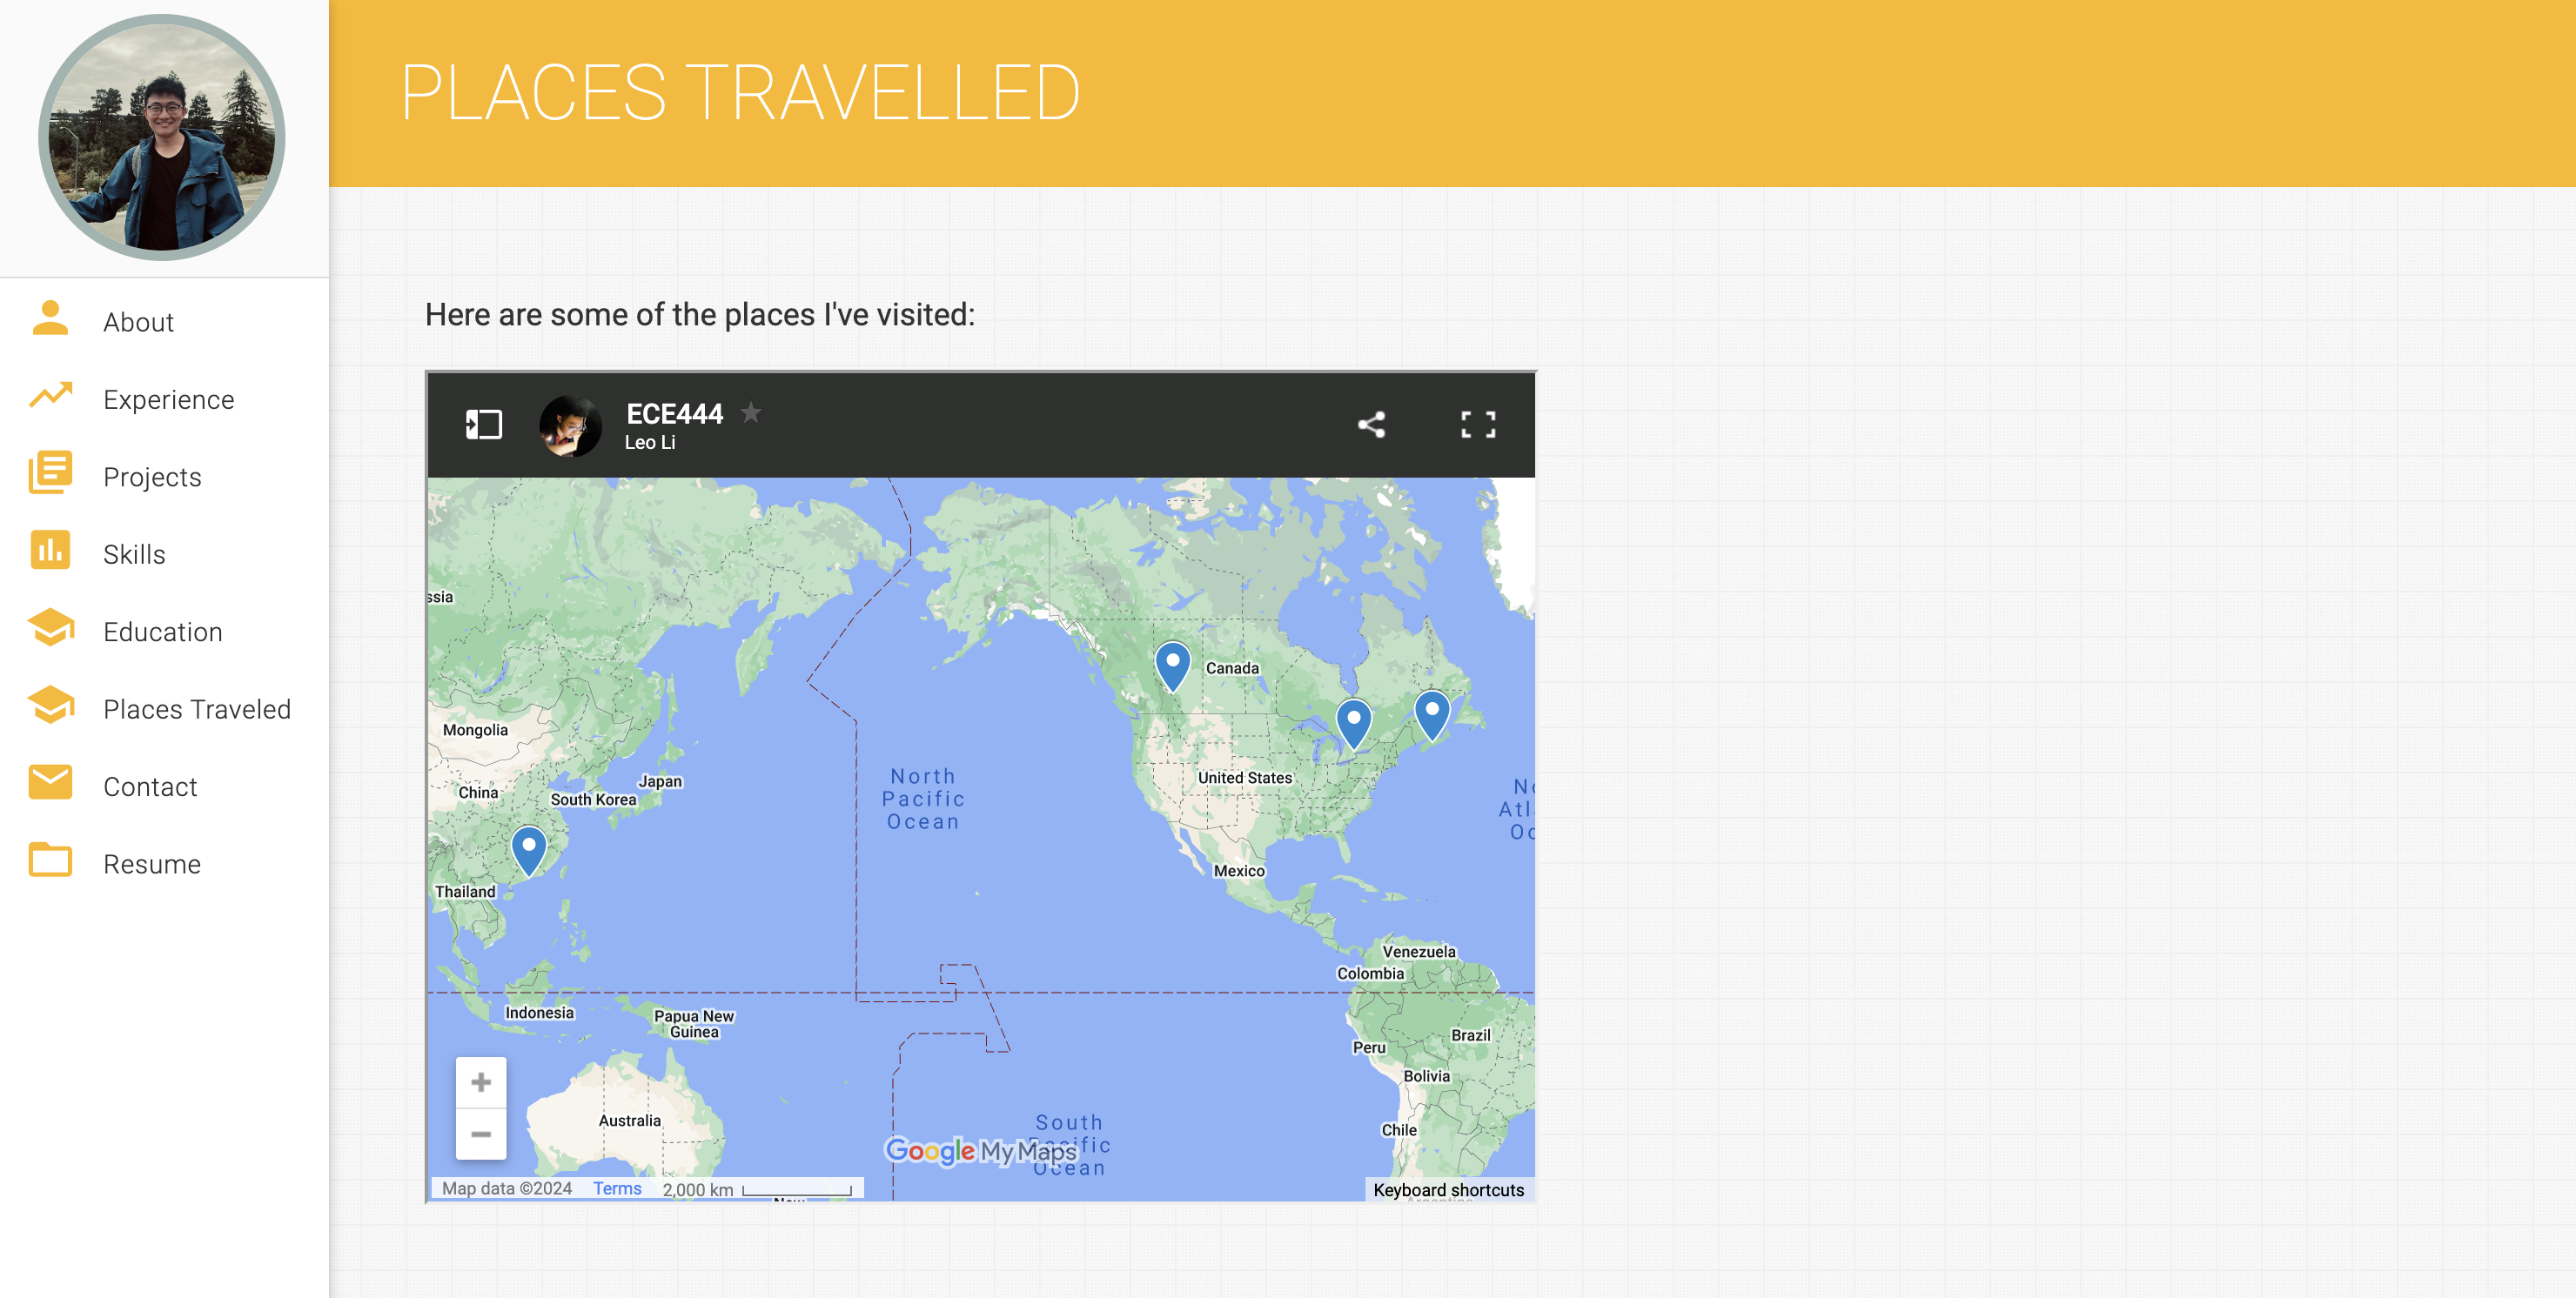 PLACES TRAVELLED
About
Experience
Projects
Skills
Education
Places Traveled
Contact
Resume
Here are some of the places I've visited:
ECE444
Leo Li
ssia
Canada
Mongolia
United States
Japan
China
South Korea
North
Pacific
Ocean
Mexico
Thailand
Venezuela
Colombia
Indonesia
Papua New
Guinea
Brazil
Peru
Bolivia
Australia
Chile
South
Pacific
Ocean
Google My Maps
Map data ©2024 Terms 2,000 km
Keyboard shortcuts